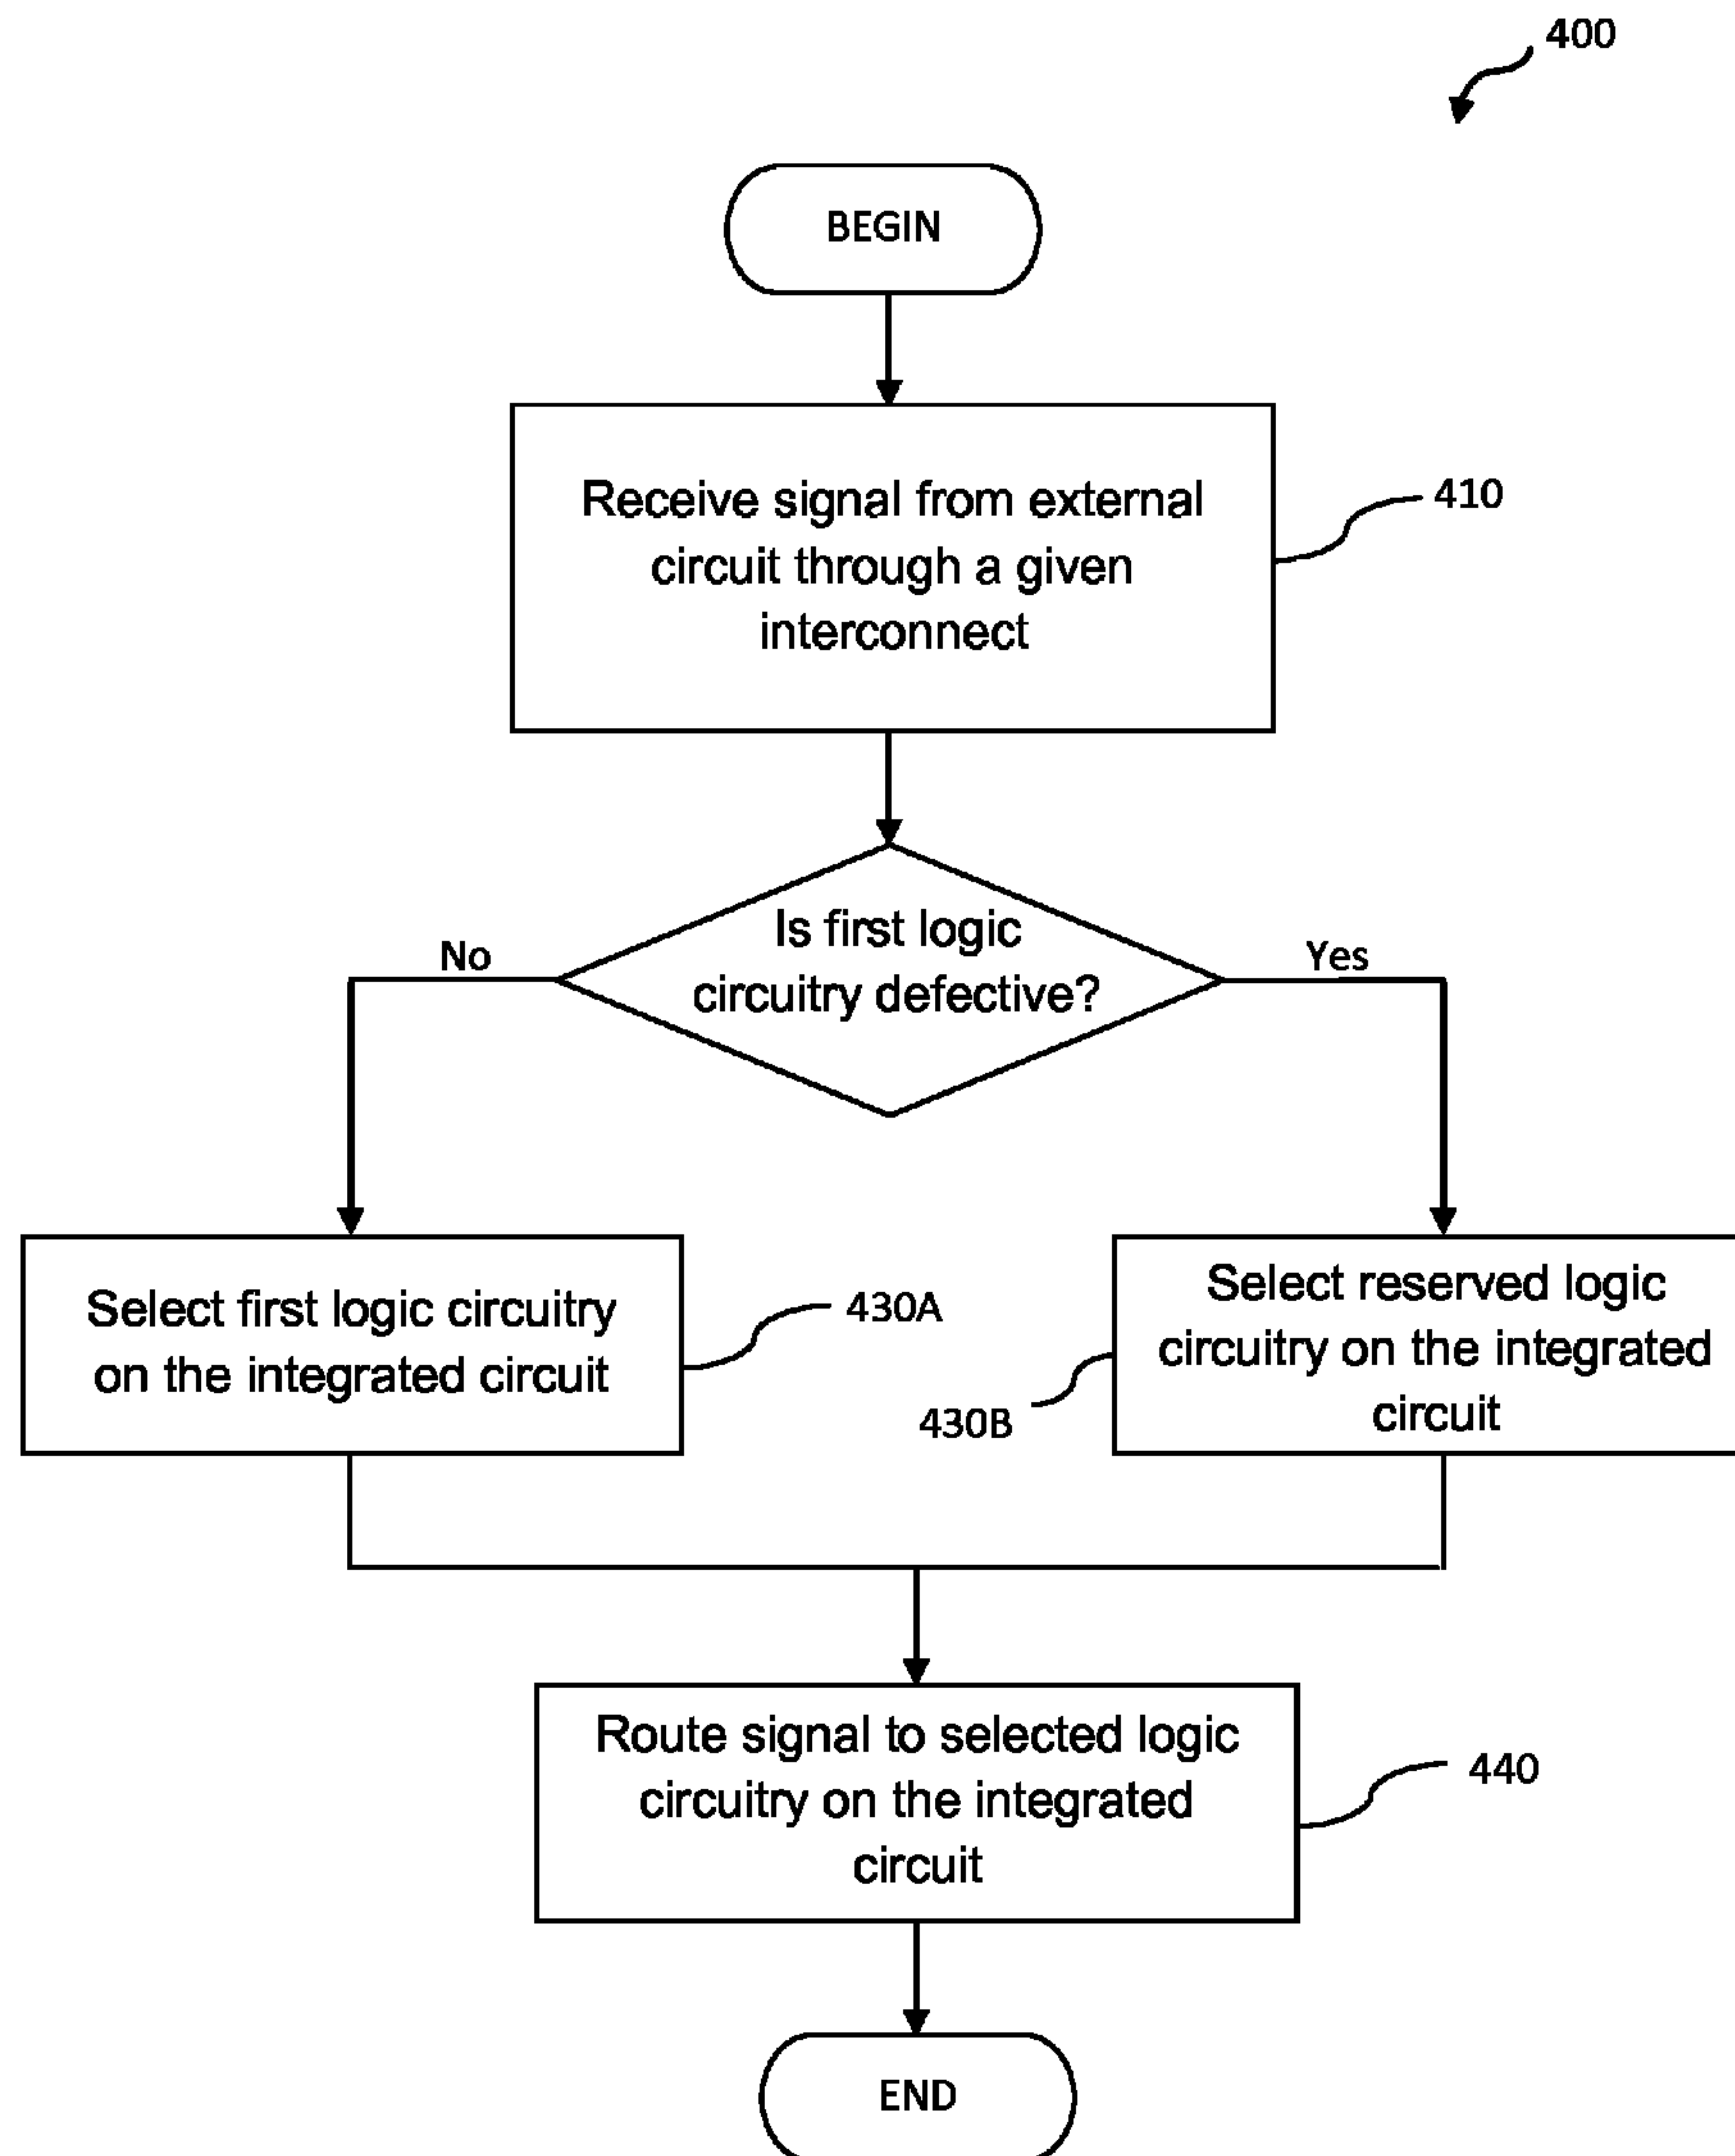 400
BEGIN
Receive signal from external
circuit through a given
interconnect
410
Is first logic
circuitry defective?
No
Yes
Select first logic circuitry
on the integrated circuit
430A
Select reserved logic
circuitry on the integrated
circuit
430B
Route signal to selected logic
circuitry on the integrated
circuit
440
END